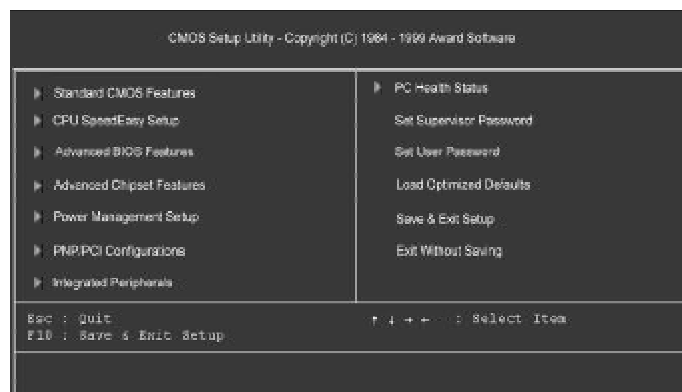 CMOS Setup Utility - Copyright (C) 1984 - 1999 Award Software
Standard CMOS Features
CPU SpeedEasy Setup
Advanced BIOS Features
Advanced Chipset Features
Power Management Setup
PNP/PCI Configurations
Integrated Peripherals
PC Health Status
Set Supervisor Password
Set User Password
Load Optimized Defaults
Save & Exit Setup
Exit Without Saving
Esc : Quit
F10 : Save & Exit Setup
↑ ↓ → ← : Select Item